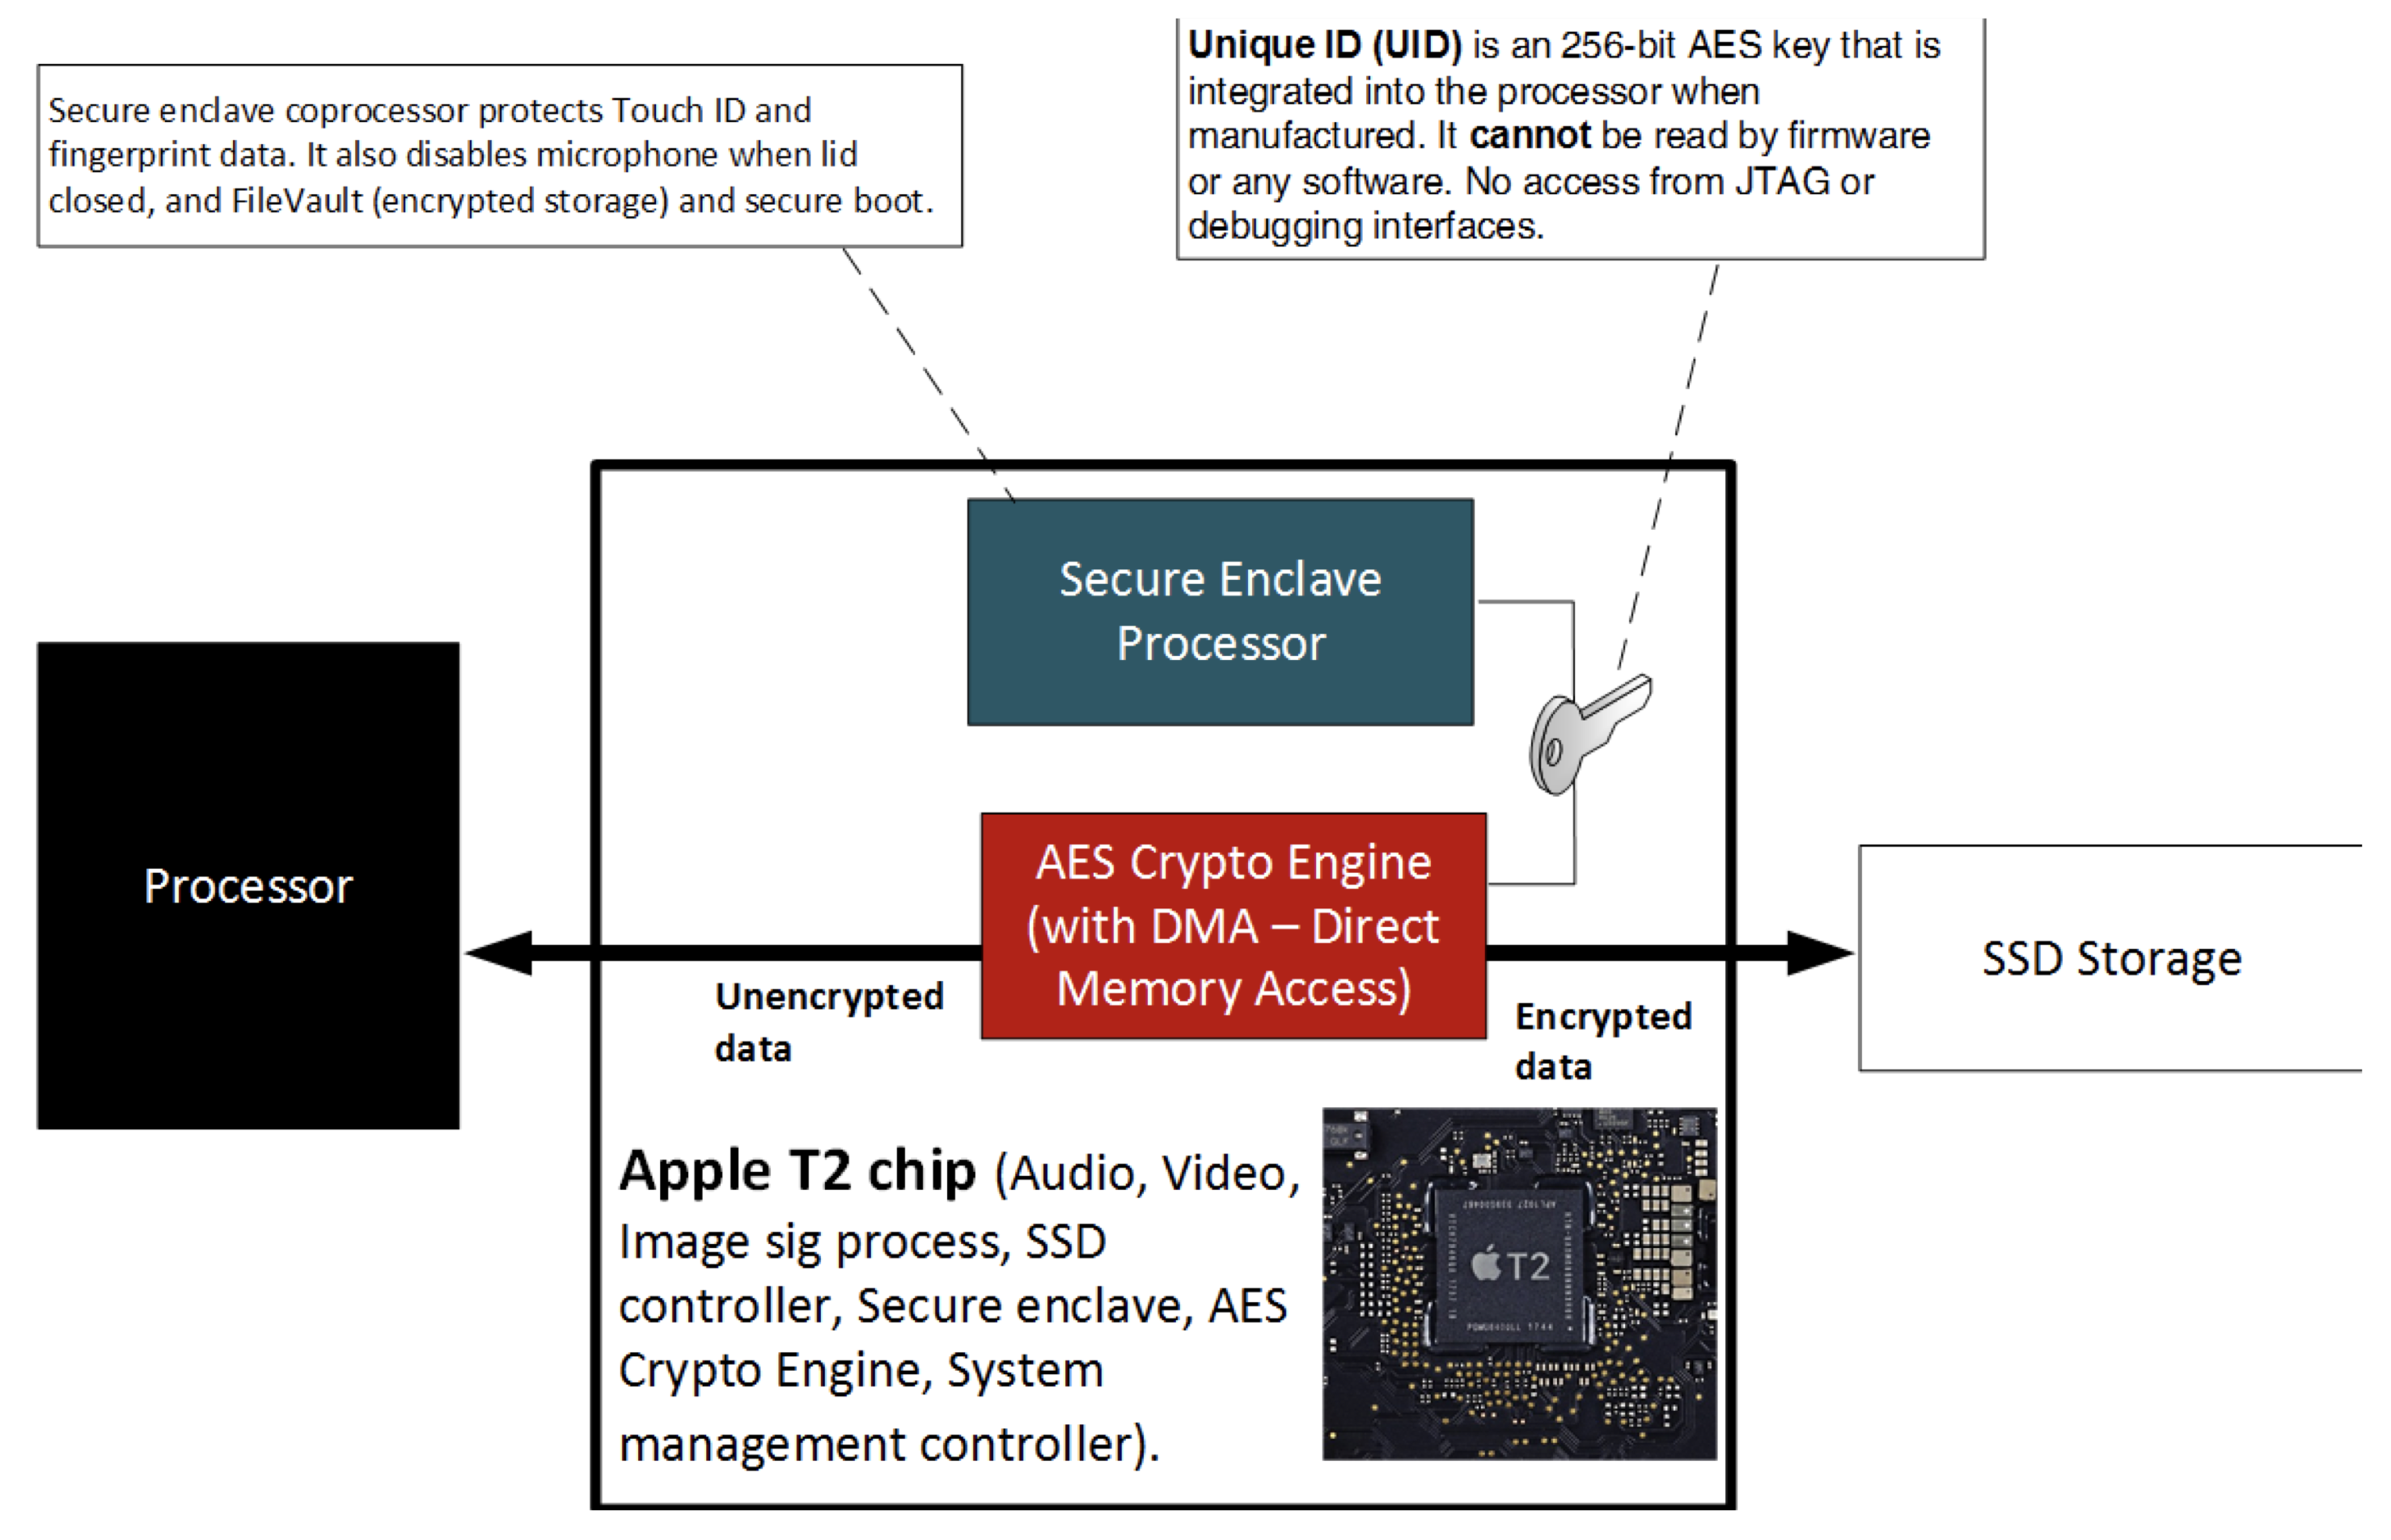 Secure enclave coprocessor protects Touch ID and
fingerprint data. It also disables microphone when lid
closed, and FileVault (encrypted storage) and secure boot.
Unique ID (UID) is an 256-bit AES key that is
integrated into the processor when
manufactured. It cannot be read by firmware
or any software. No access from JTAG or
debugging interfaces.
Secure Enclave
Processor
Processor
AES Crypto Engine
(with DMA – Direct
Memory Access)
SSD Storage
Unencrypted
data
Encrypted
data
Apple T2 chip (Audio, Video,
Image sig process, SSD
controller, Secure enclave, AES
Crypto Engine, System
management controller).
T2